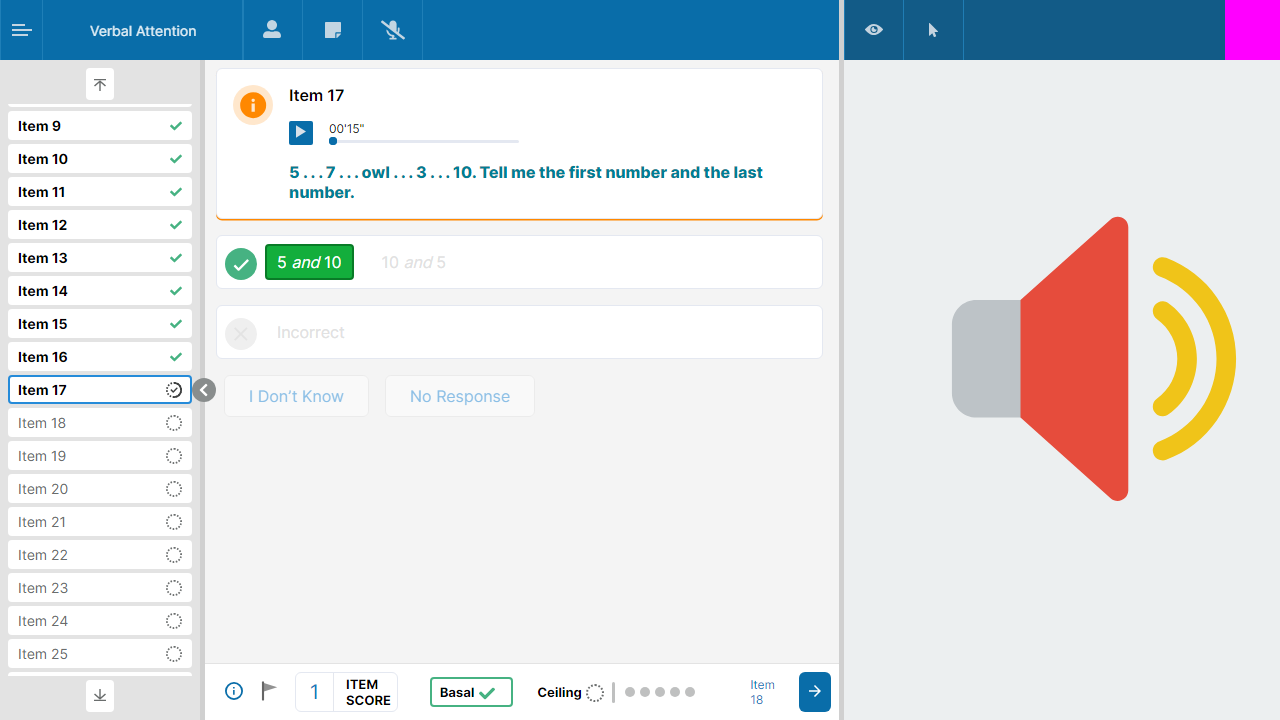 Verbal Attention
Item 9
Item 10
Item 11
Item 12
Item 13
Item 14
Item 15
Item 16
Item 17
Item 18
Item 19
Item 20
Item 21
Item 22
Item 23
Item 24
Item 25
Item 17
00'15"
5 . . . 7 . . . owl . . . 3 . . . 10. Tell me the first number and the last
number.
5 and 10 10 and 5
Incorrect
I Don't Know No Response
1 ITEM
SCORE
Basal
Ceiling
Item
18